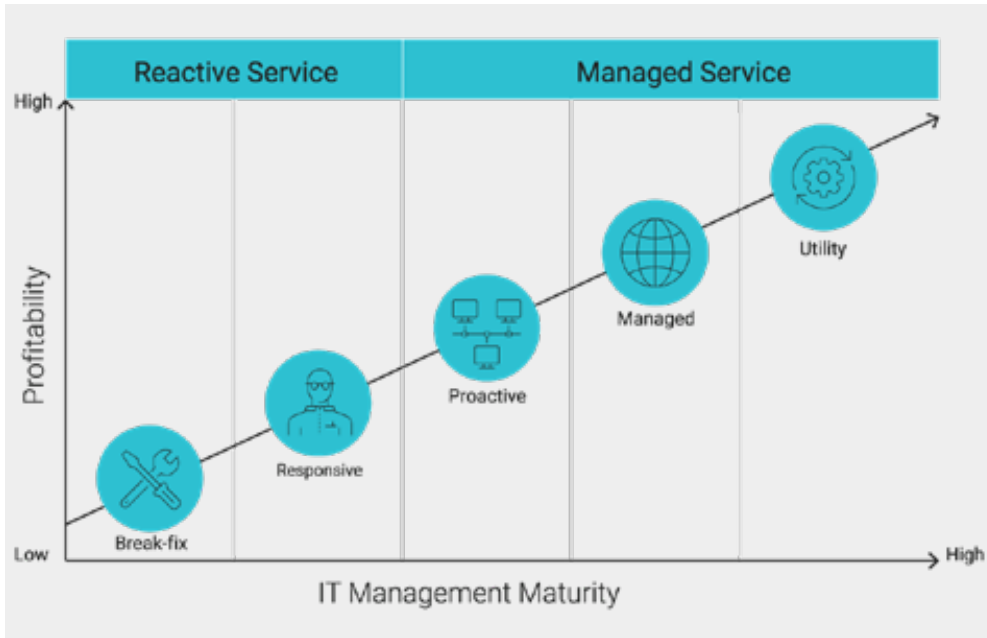 Reactive Service
Managed Service
High
Profitability
Utility
Managed
Proactive
Responsive
Break-fix
Low
High
IT Management Maturity